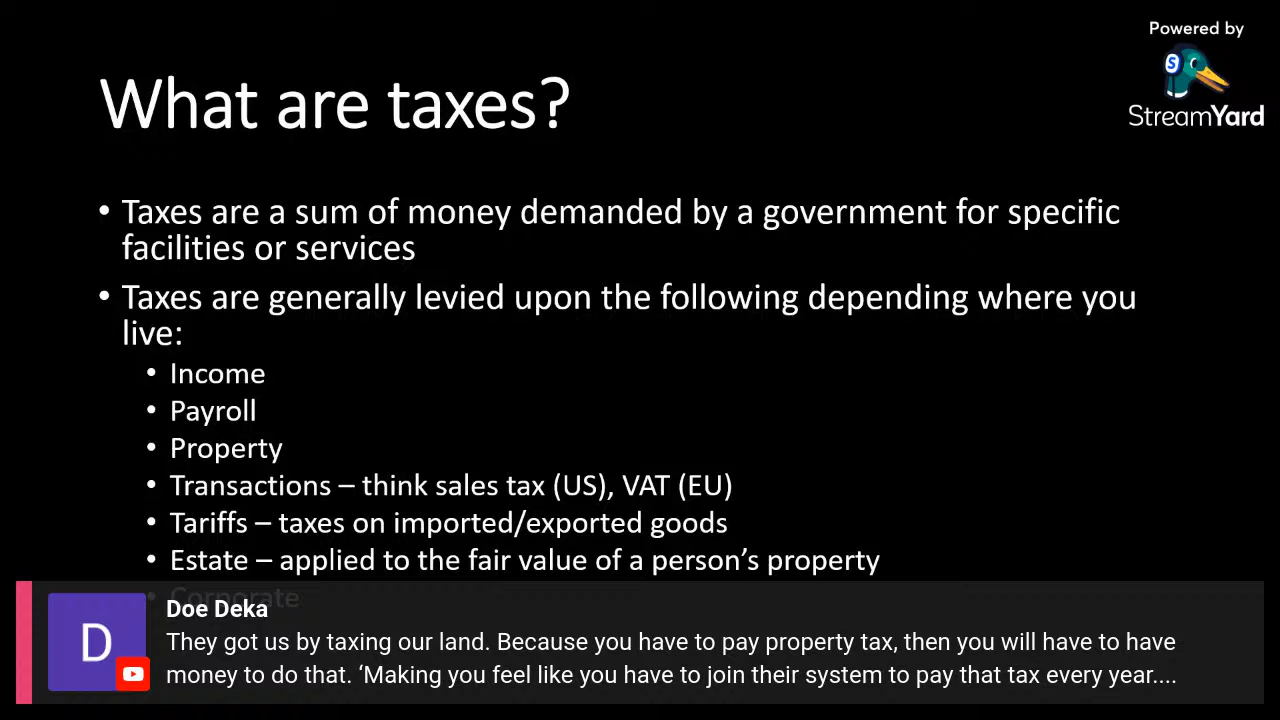 Powered by
StreamYard
What are taxes?
• Taxes are a sum of money demanded by a government for specific
facilities or services
• Taxes are generally levied upon the following depending where you
live:
• Income
• Payroll
• Property
• Transactions – think sales tax (US), VAT (EU)
• Tariffs – taxes on imported/exported goods
• Estate – applied to the fair value of a person’s property
• Corporate
D
Doe Deka
They got us by taxing our land. Because you have to pay property tax, then you will have to have
money to do that. ‘Making you feel like you have to join their system to pay that tax every year....